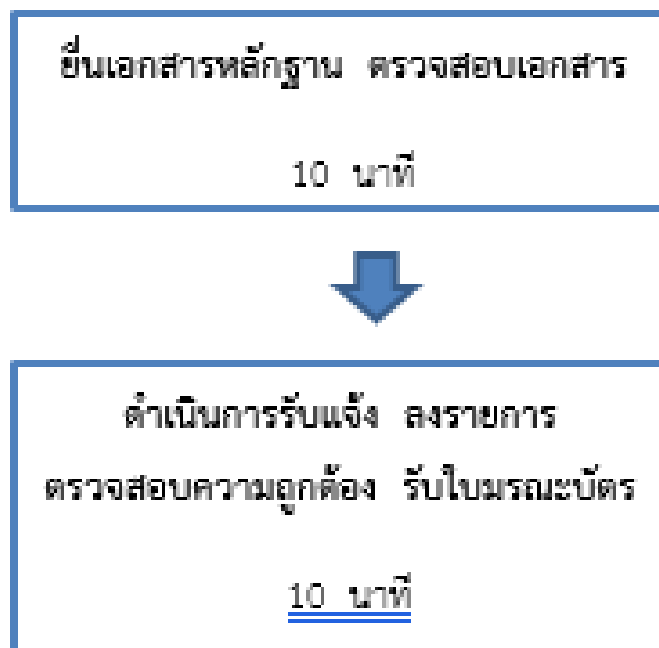 ยื่นเอกสารหลักฐาน ตรวจสอบเอกสาร
10 นาที
ดำเนินการรับแจ้ง ลงรายการ
ตรวจสอบความถูกต้อง รับใบมรณะบัตร
10 นาที